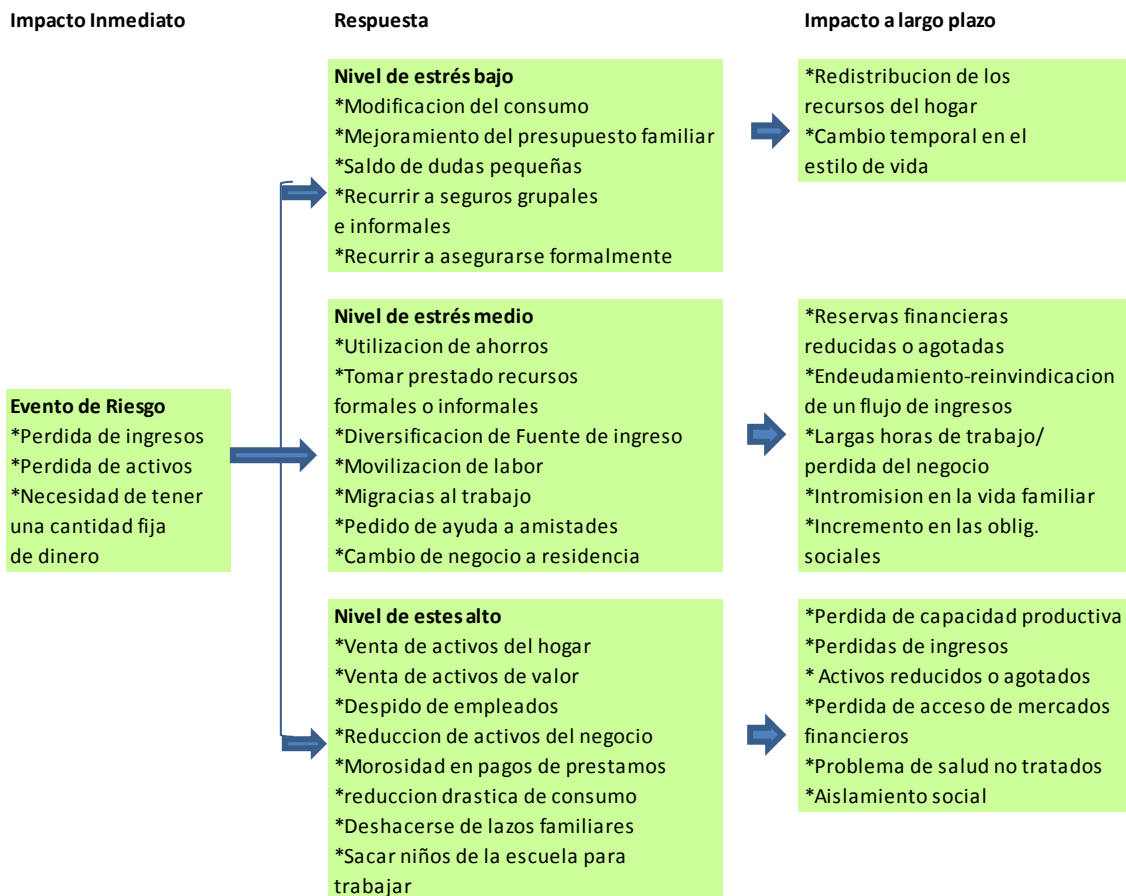 Impacto Inmediato
Respuesta
Impacto a largo plazo
Evento de Riesgo
*Perdida de ingresos
*Perdida de activos
*Necesidad de tener
una cantidad fija
de dinero
Nivel de estrés bajo
*Modificacion del consumo
*Mejoramiento del presupuesto familiar
*Saldo de dudas pequeñas
*Recurrir a seguros grupales
e informales
*Recurrir a asegurarse formalmente
*Redistribucion de los
recursos del hogar
*Cambio temporal en el
estilo de vida
Nivel de estrés medio
*Utilizacion de ahorros
*Tomar prestado recursos
formales o informales
*Diversificacion de Fuente de ingreso
*Movilizacion de labor
*Migracias al trabajo
*Pedido de ayuda a amistades
*Cambio de negocio a residencia
*Reservas financieras
reducidas o agotadas
*Endeudamiento-reinvindicacion
de un flujo de ingresos
*Largas horas de trabajo/
perdida del negocio
*Intromision en la vida familiar
*Incremento en las oblig.
sociales
Nivel de estes alto
*Venta de activos del hogar
*Venta de activos de valor
*Despido de empleados
*Reduccion de activos del negocio
*Morosidad en pagos de prestamos
*reduccion drastica de consumo
*Deshacerse de lazos familiares
*Sacar niños de la escuela para
trabajar
*Perdida de capacidad productiva
*Perdidas de ingresos
* Activos reducidos o agotados
*Perdida de acceso de mercados
financieros
*Problema de salud no tratados
*Aislamiento social